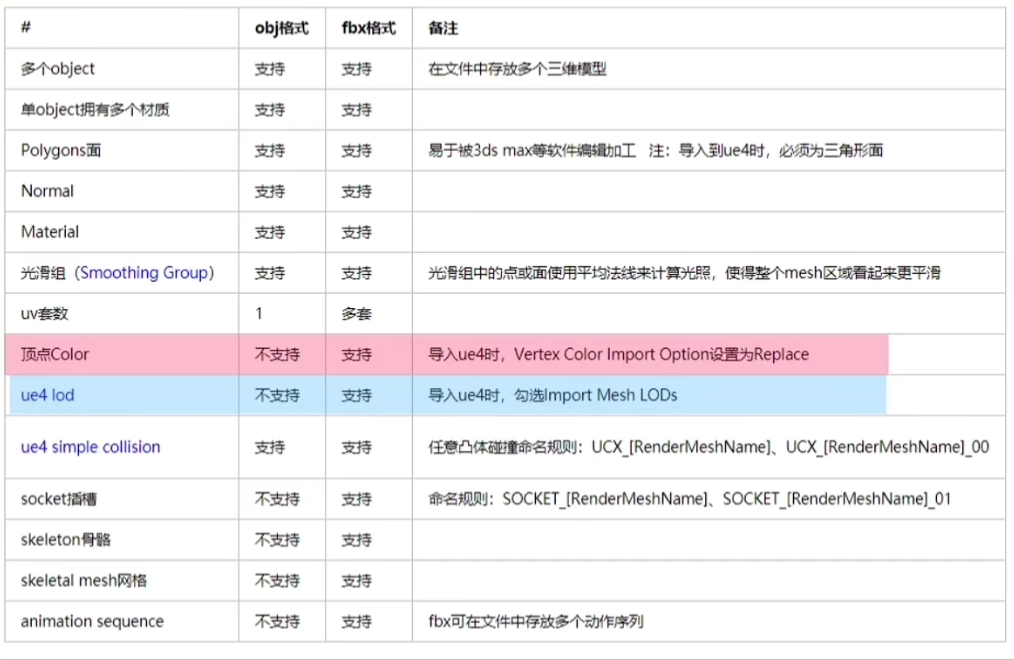 # obj格式 fbx格式 备注
多个object 支持 支持 在文件中存放多个三维模型
单object拥有多个材质 支持 支持
Polygons面 支持 支持 易于被3ds max等软件编辑加工 注：导入到ue4时，必须为三角形面
Normal 支持 支持
Material 支持 支持
光滑组（Smoothing Group） 支持 支持 光滑组中的点或面使用平均法线来计算光照，使得整个mesh区域看起来更平滑
uv套数 1 多套
顶点Color 不支持 支持 导入ue4时，Vertex Color Import Option设置为Replace
ue4 lod 不支持 支持 导入ue4时，勾选Import Mesh LODs
ue4 simple collision 支持 支持 任意凸体碰撞命名规则：UCX_[RenderMeshName]、UCX_[RenderMeshName]_00
socket插槽 不支持 支持 命名规则：SOCKET_[RenderMeshName]、SOCKET_[RenderMeshName]_01
skeleton骨骼 不支持 支持
skeletal mesh网格 不支持 支持
animation sequence 不支持 支持 fbx可在文件中存放多个动作序列